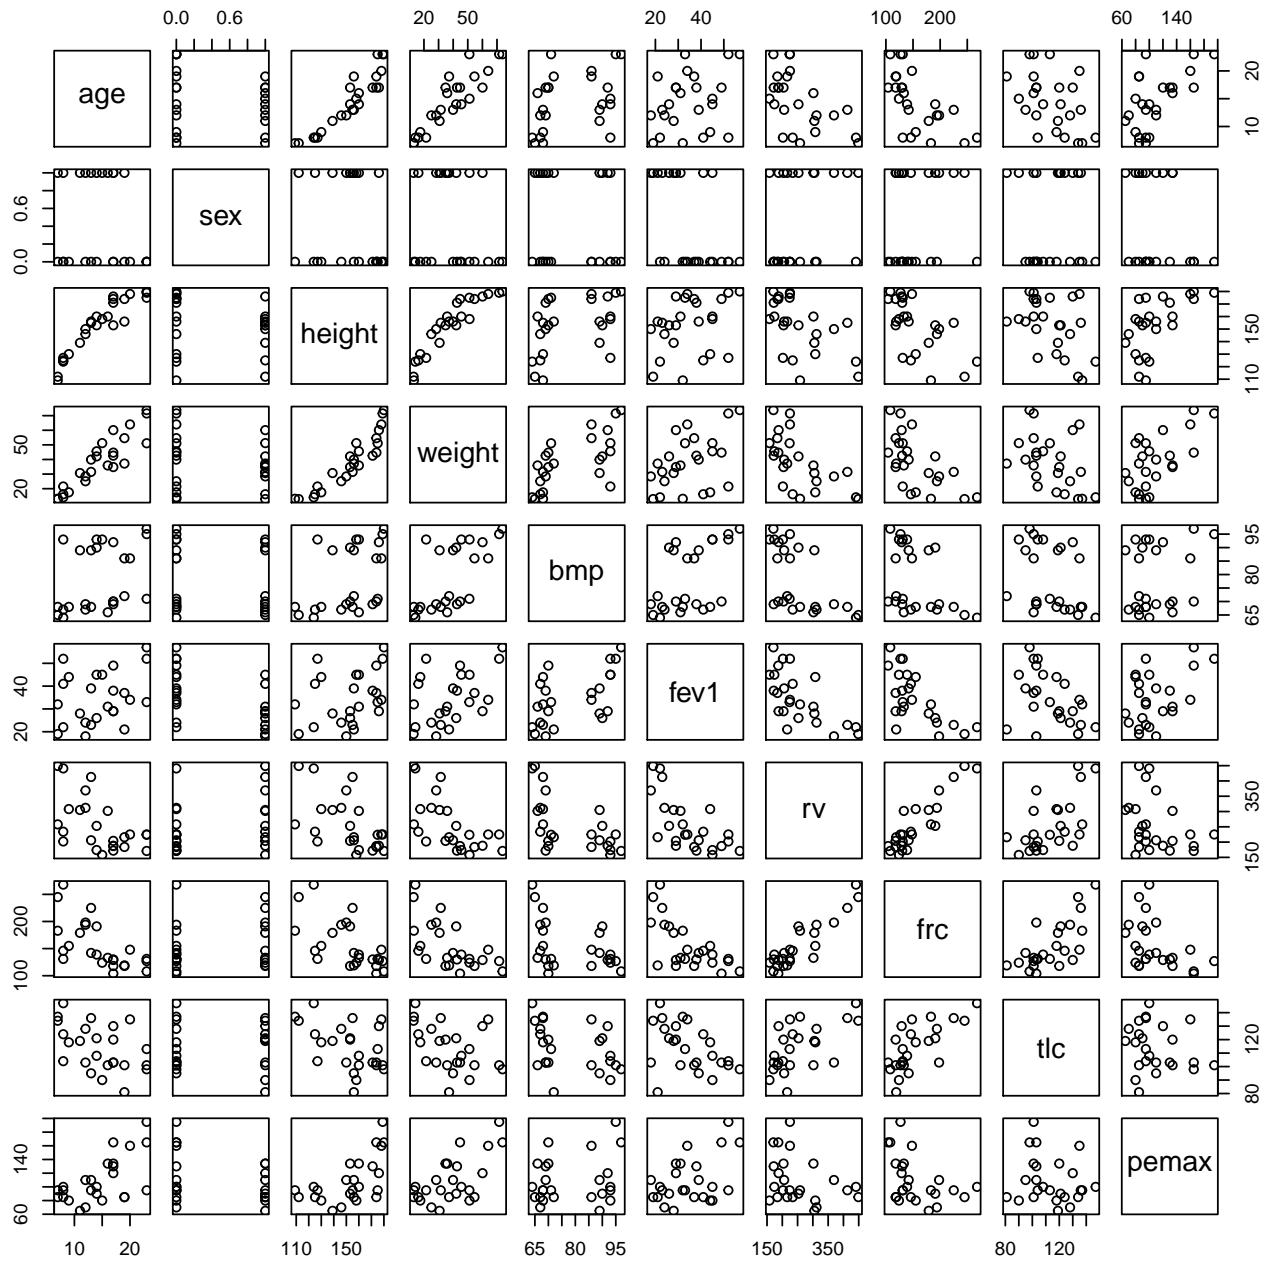 0.0 0.6 20 50 20 40 100 200 60 140
age 10 20
0.0 0.6 sex
height 110 150
20 50 weight
bmp 65 80 95
20 40 fev1
rv 150 350
100 200 frc
tlc 80 120
60 140 pemax
10 20 110 150 65 80 95 150 350 80 120